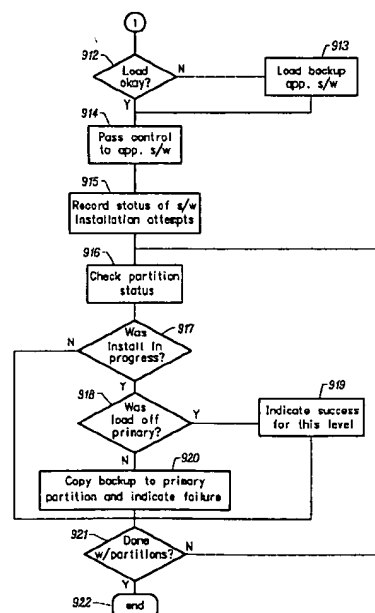 1
912
Load
okay?
N
Y
913
Load backup
app. s/w
914
Pass control
to app. s/w
915
Record status of s/w
installation attempts
916
Check partition
status
917
Was
install in
progress?
N
Y
918
Was
load off
primary?
Y
N
919
Indicate success
for this level
920
Copy backup to primary
partition and indicate failure
921
Done
w/partitions?
N
Y
922
end